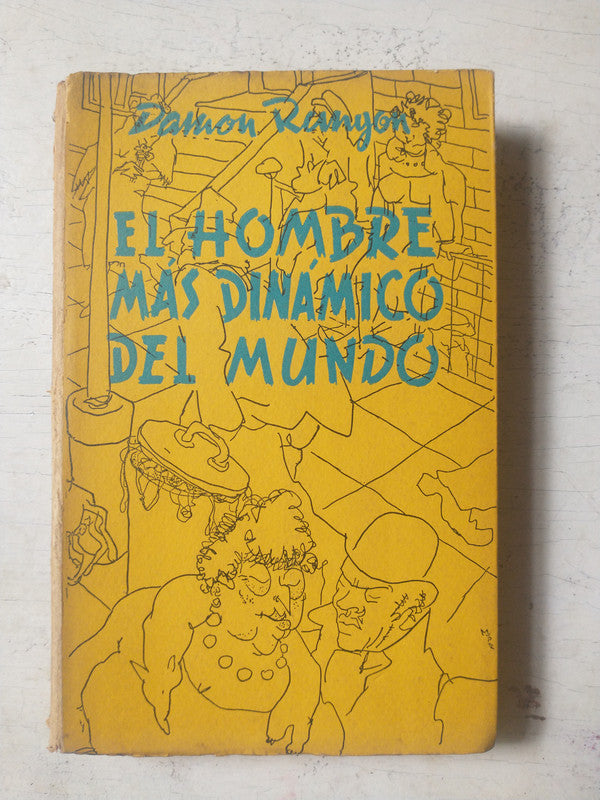 Damon Runyon
EL HOMBRE
MÁS DINÁMICO
DEL MUNDO